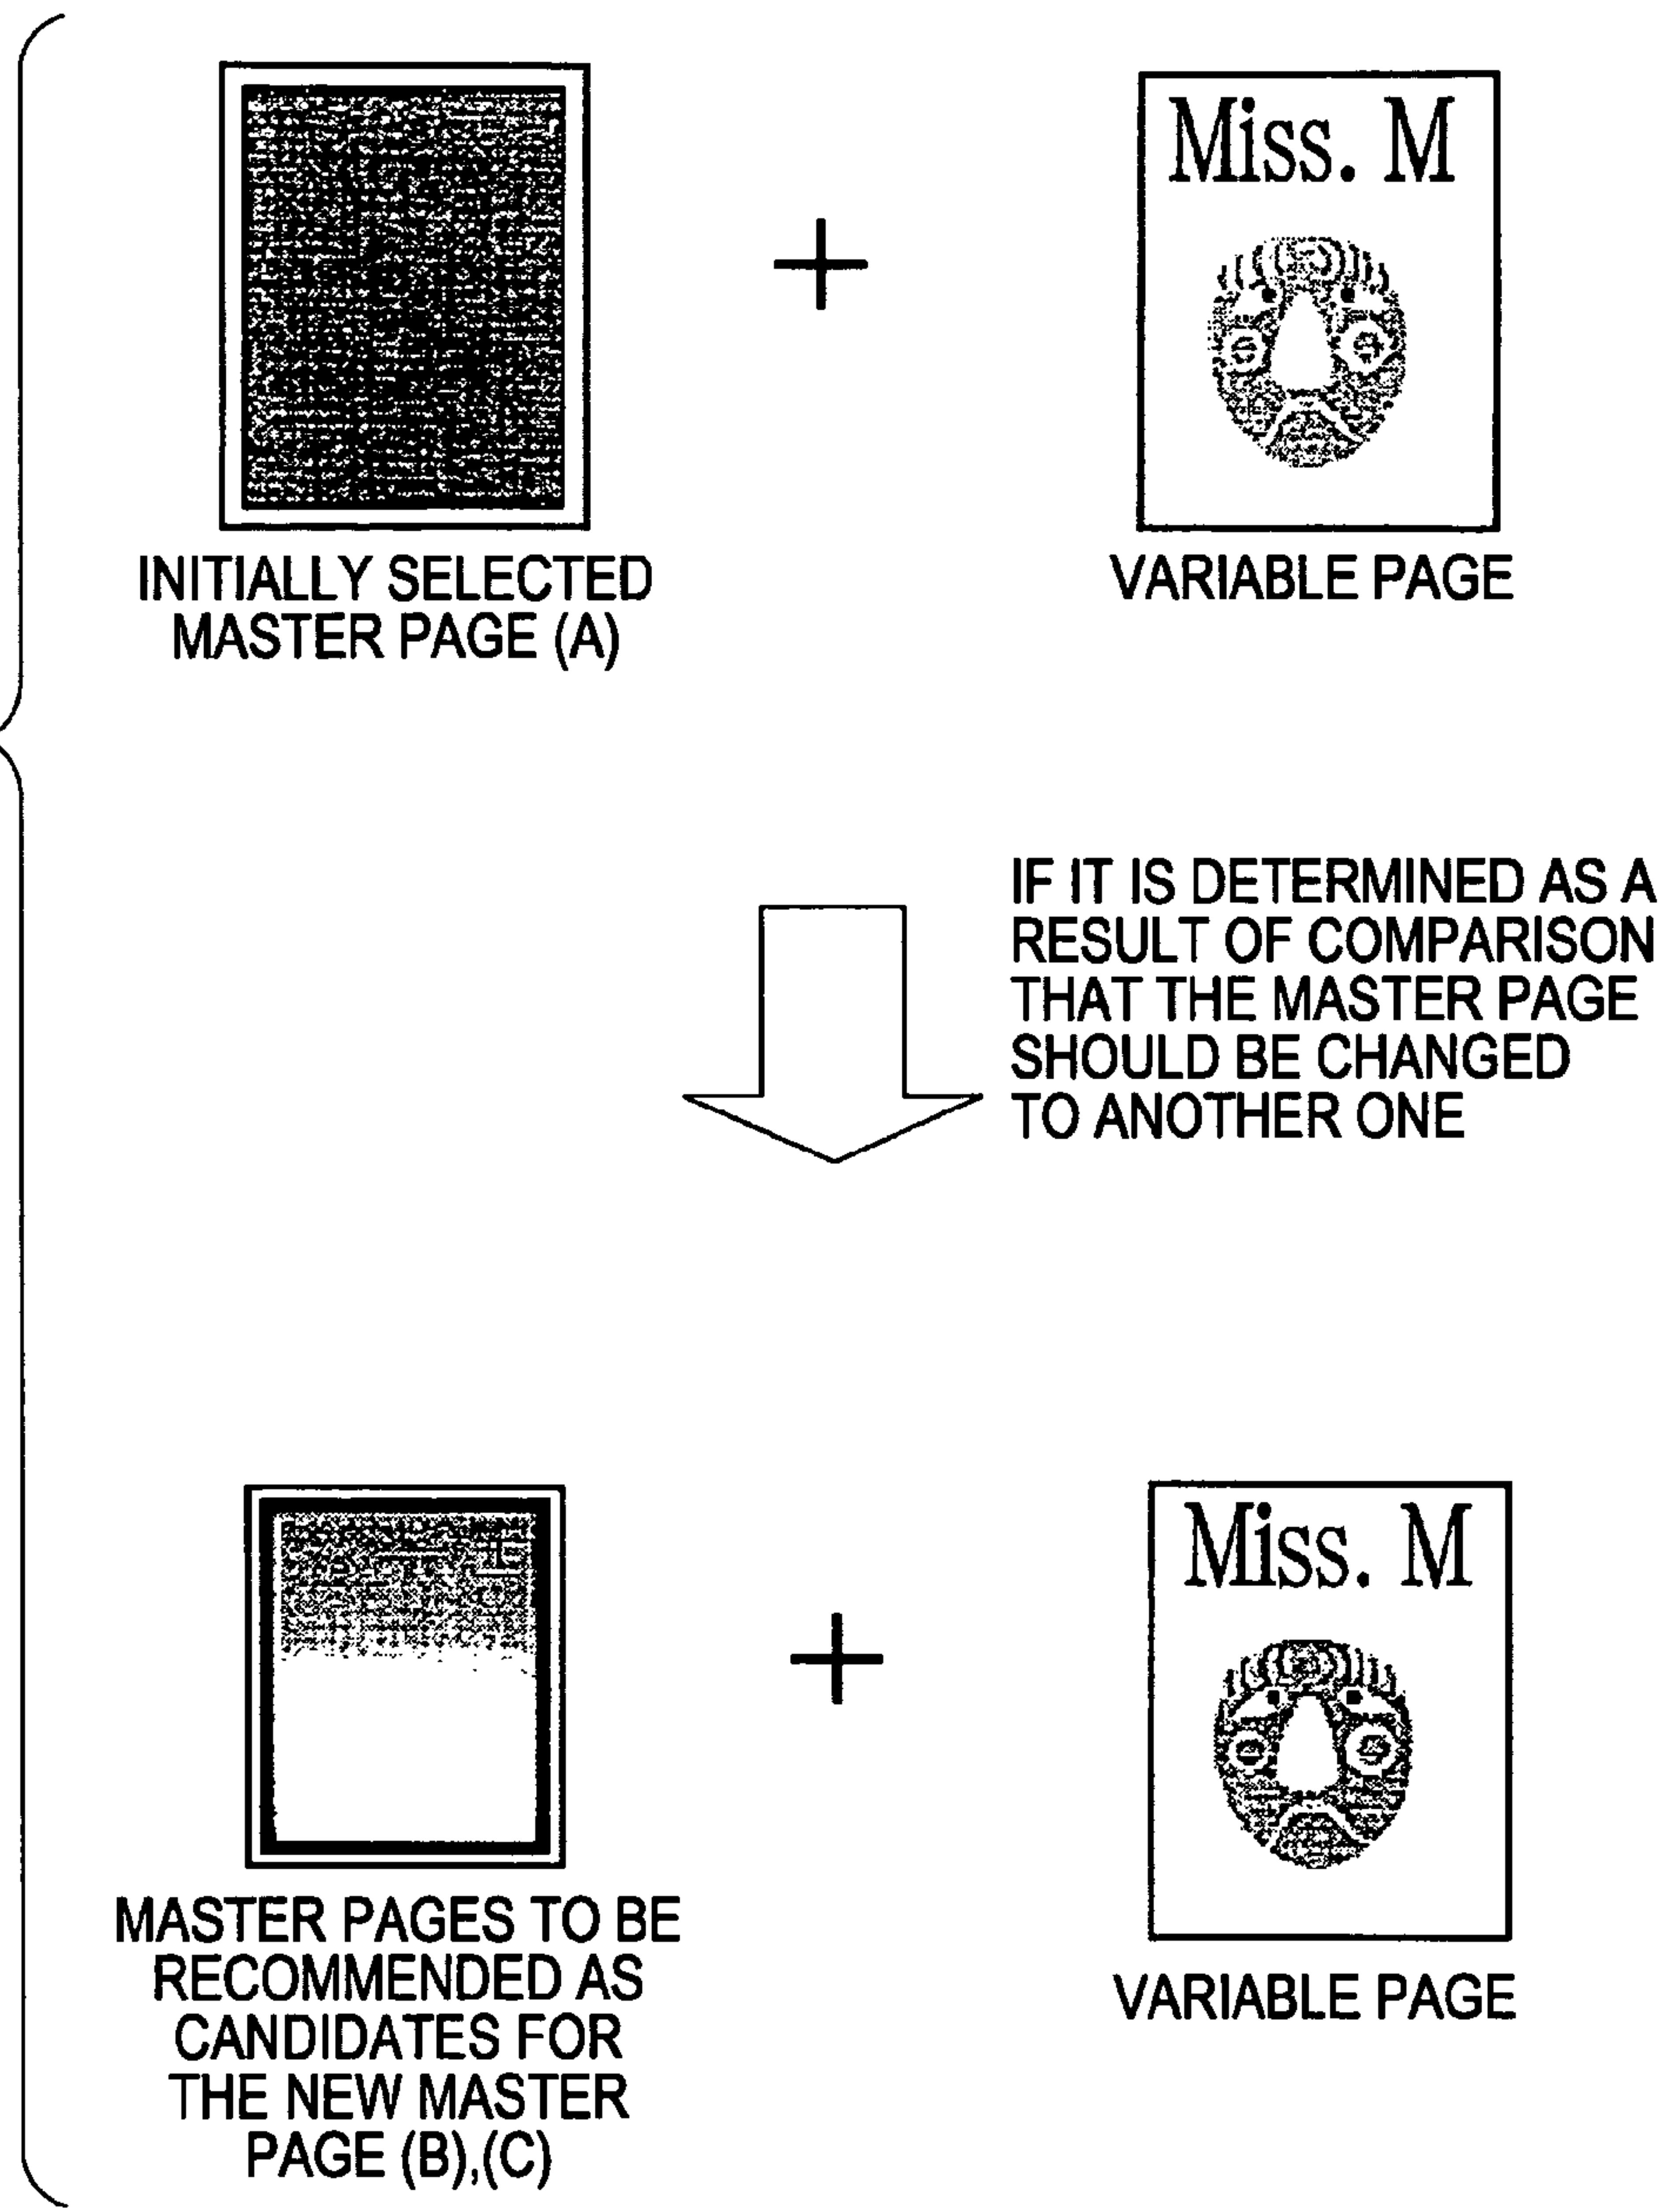 Miss. M
INITIALLY SELECTED
MASTER PAGE (A)
VARIABLE PAGE
IF IT IS DETERMINED AS A
RESULT OF COMPARISON
THAT THE MASTER PAGE
SHOULD BE CHANGED
TO ANOTHER ONE
Miss. M
MASTER PAGES TO BE
RECOMMENDED AS
CANDIDATES FOR
THE NEW MASTER
PAGE (B),(C)
VARIABLE PAGE